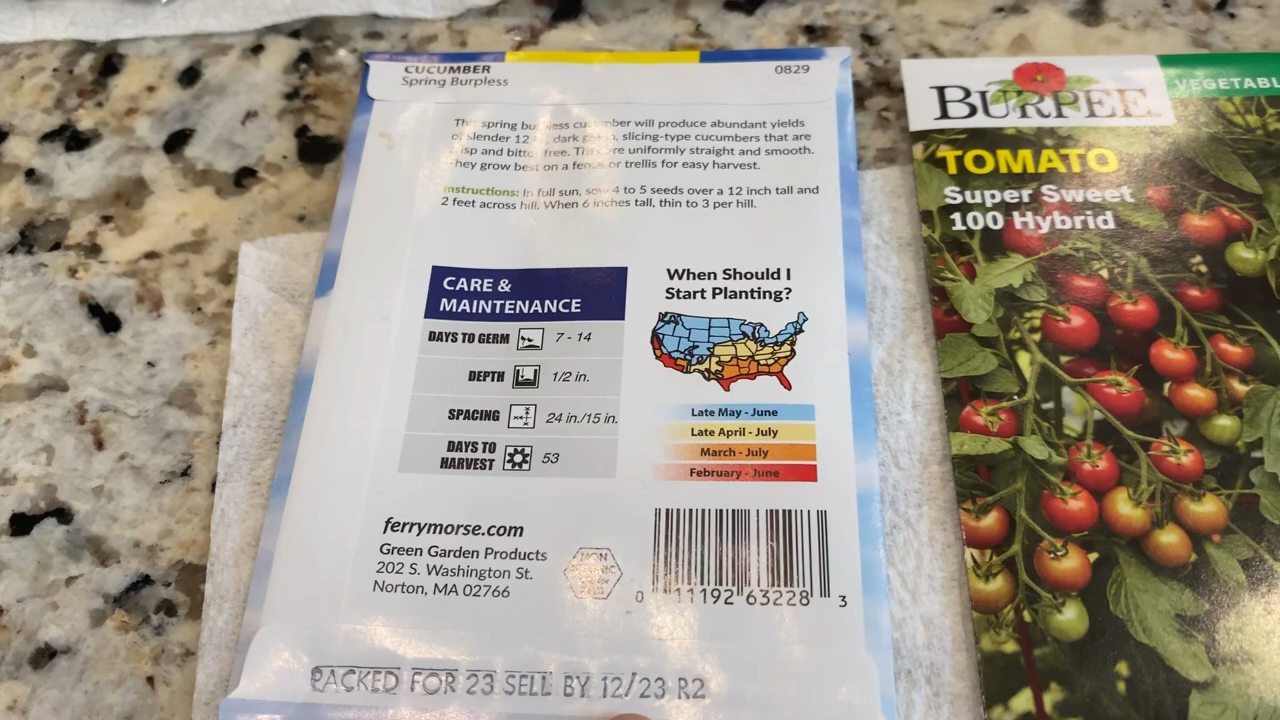 CUCUMBER
Spring Burpless
0829
This spring burpless cucumber will produce abundant yields
of slender 12 , dark green, slicing-type cucumbers that are
crisp and bitter free. They are uniformly straight and smooth.
They grow best on a fence or trellis for easy harvest.
Instructions: In full sun, sow 4 to 5 seeds over a 12 inch tall and
2 feet across hill. When 6 inches tall, thin to 3 per hill.
CARE &
MAINTENANCE
DAYS TO GERM 7 - 14
DEPTH 1/2 in.
SPACING 24 in./15 in.
DAYS TO
HARVEST 53
When Should I
Start Planting?
Late May - June
Late April - July
March - July
February - June
ferrymorse.com
Green Garden Products
202 S. Washington St.
Norton, MA 02766
NON
0 11192 63228 3
PACKED FOR 23 SELL BY 12/23 R2
BURPEE
VEGETABL
TOMATO
Super Sweet
100 Hybrid